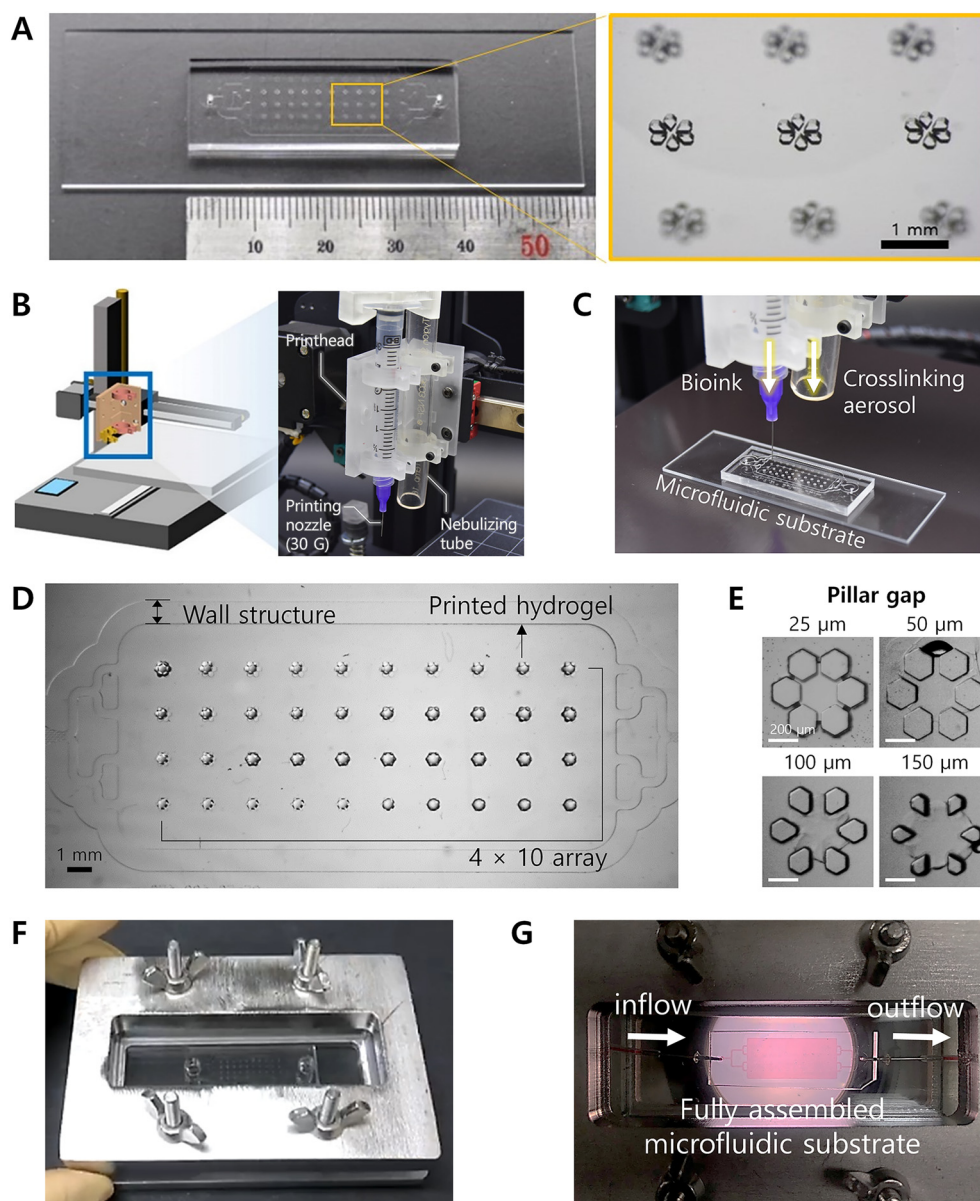 A
10
20
30
40
50
1 mm
B
Printhead
Printing
nozzle
(30 G)
Nebulizing
tube
C
Bioink
Crosslinking
aerosol
Microfluidic substrate
D
Wall structure
Printed hydrogel
1 mm
4 × 10 array
E
Pillar gap
25 μm
50 μm
200 μm
100 μm
150 μm
F
G
inflow
outflow
Fully assembled
microfluidic substrate